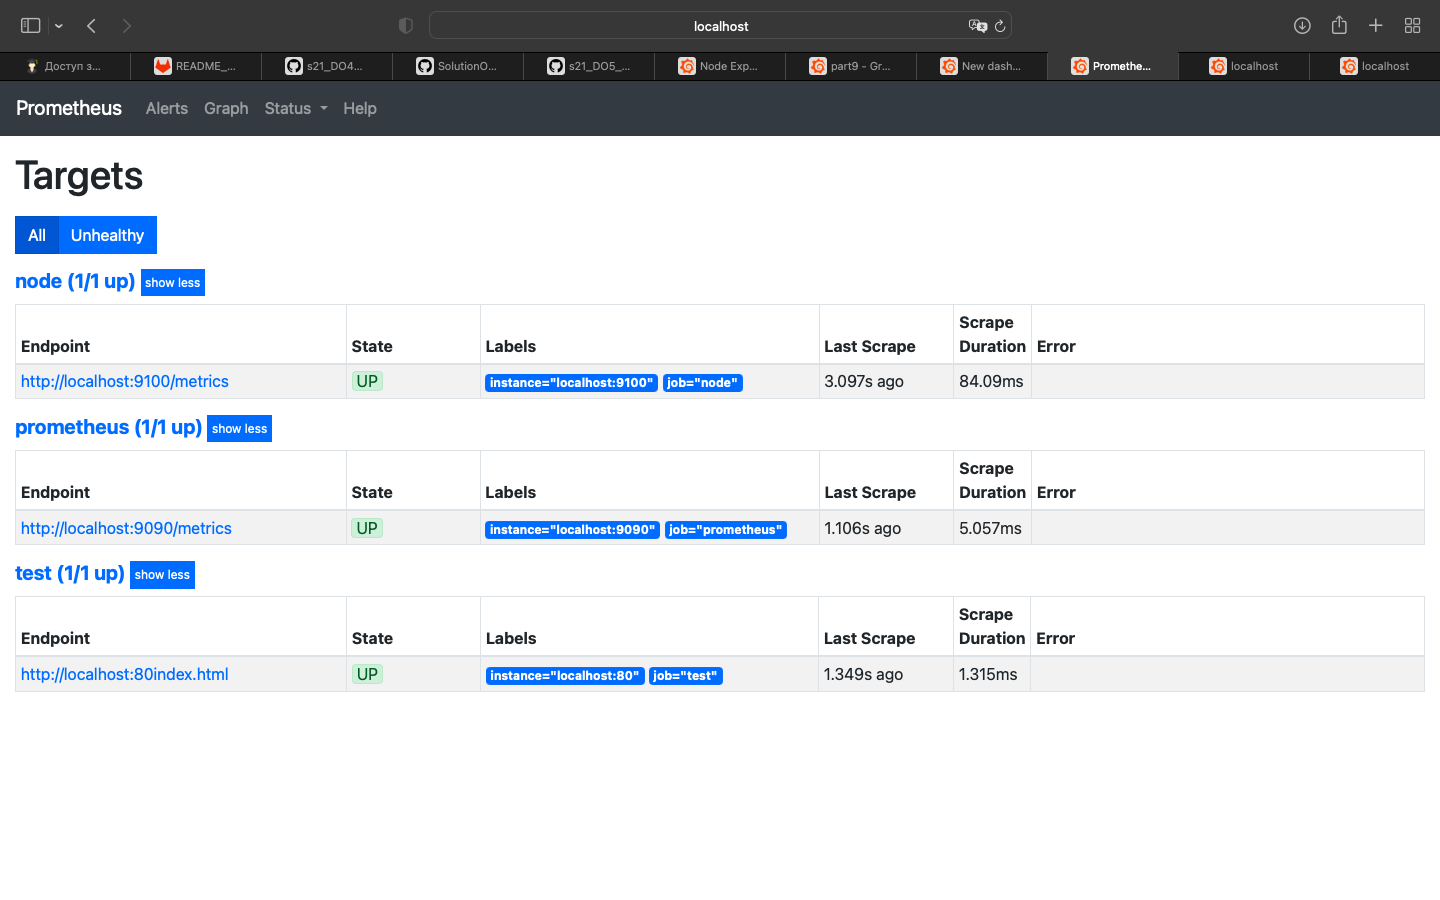 localhost
Доступ з...
README_...
s21_DO4...
SolutionO...
s21_DO5_...
Node Exp...
part9 - Gr...
New dash...
Promethe...
localhost
localhost
Prometheus Alerts Graph Status Help
Targets
All Unhealthy
node (1/1 up) show less
Endpoint State Labels Last Scrape Scrape Duration Error
http://localhost:9100/metrics UP instance="localhost:9100" job="node" 3.097s ago 84.09ms
prometheus (1/1 up) show less
Endpoint State Labels Last Scrape Scrape Duration Error
http://localhost:9090/metrics UP instance="localhost:9090" job="prometheus" 1.106s ago 5.057ms
test (1/1 up) show less
Endpoint State Labels Last Scrape Scrape Duration Error
http://localhost:80index.html UP instance="localhost:80" job="test" 1.349s ago 1.315ms